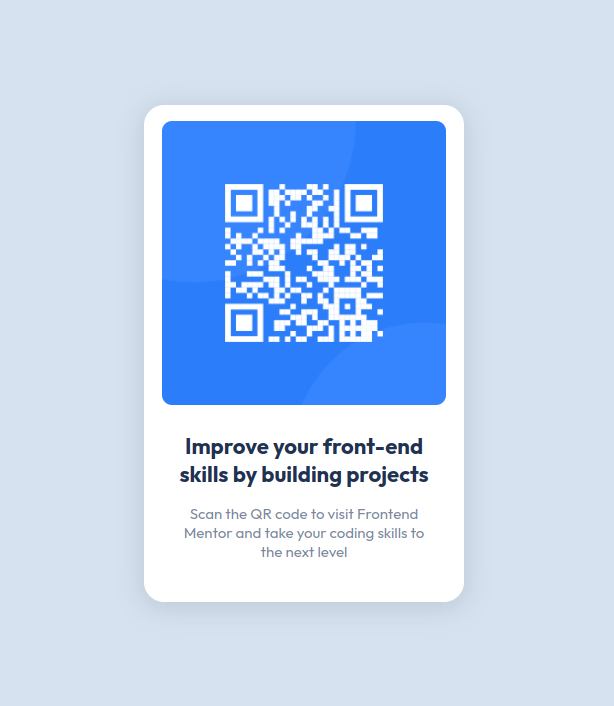 Improve your front-end
skills by building projects
Scan the QR code to visit Frontend
Mentor and take your coding skills to
the next level